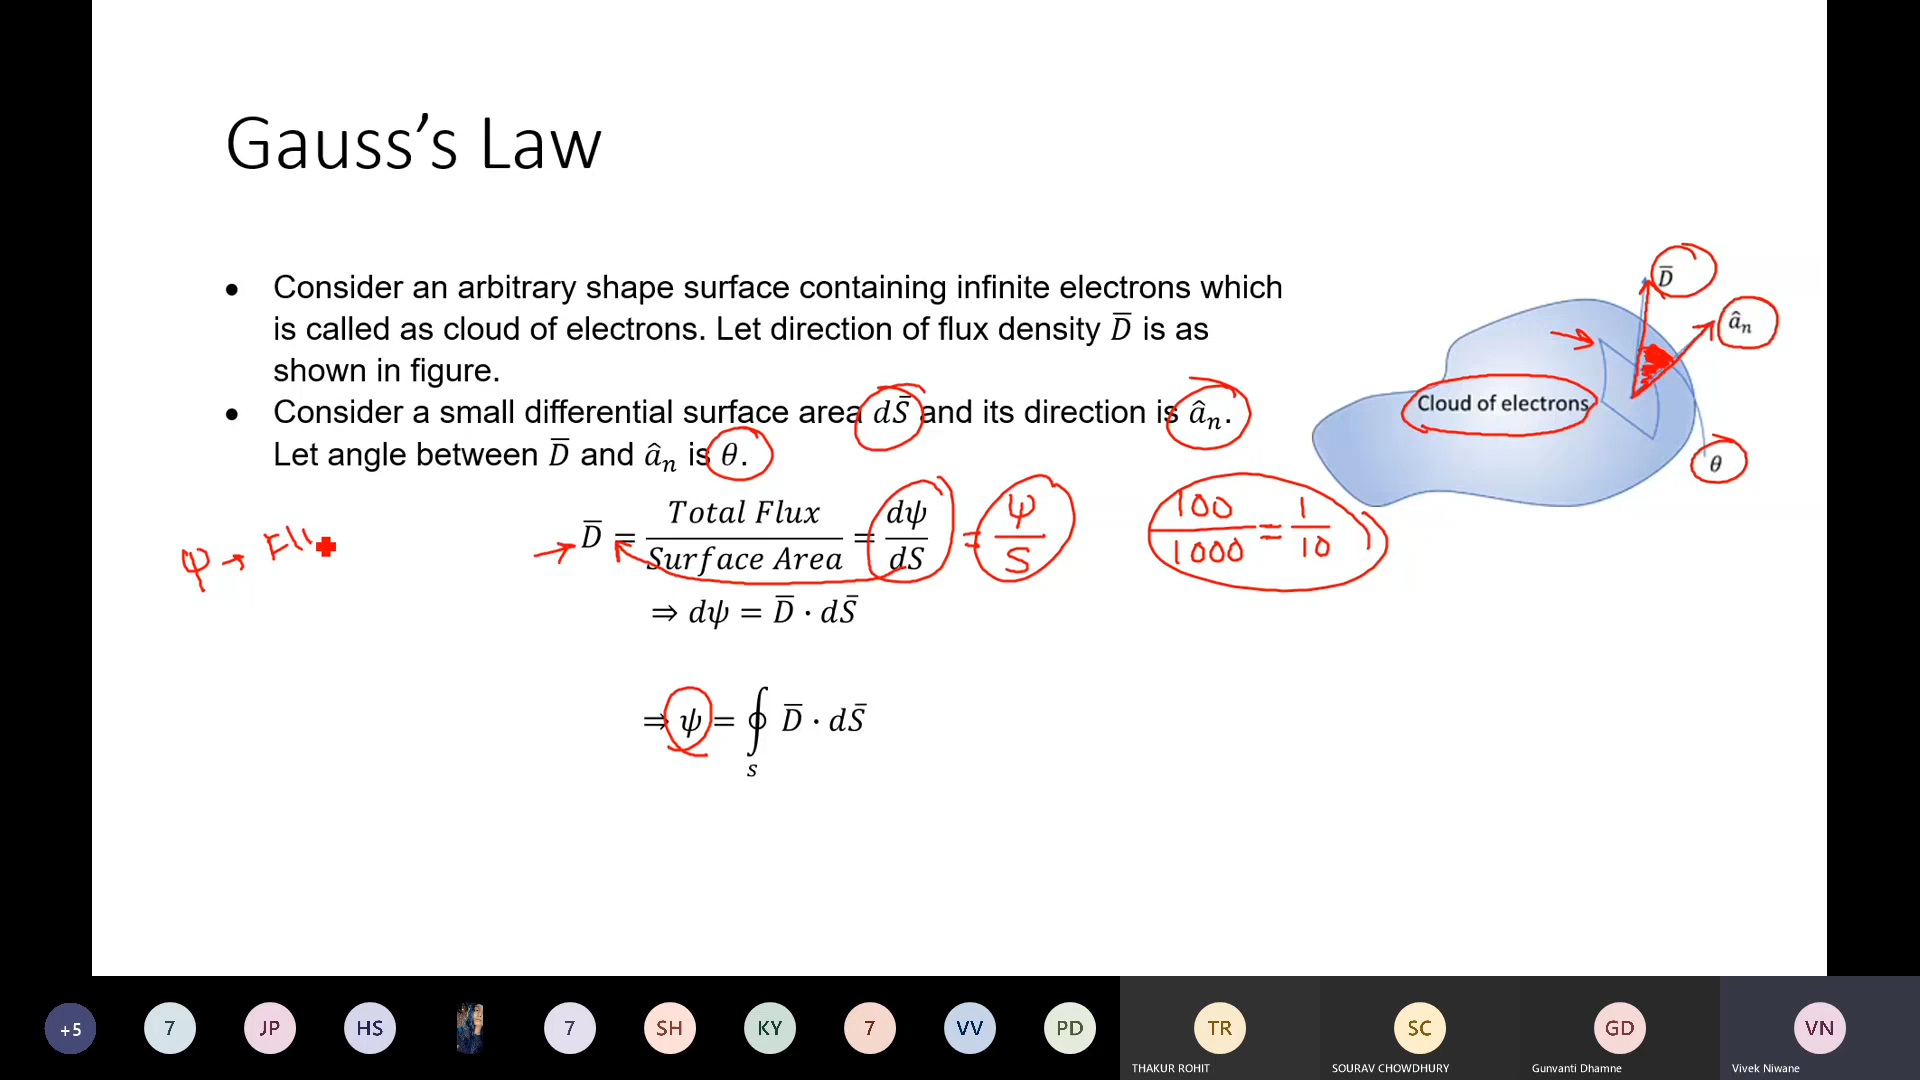 Gauss's Law
• Consider an arbitrary shape surface containing infinite electrons which
is called as cloud of electrons. Let direction of flux density D̅ is as
shown in figure.
• Consider a small differential surface area dS̅ and its direction is âₙ.
Let angle between D̅ and âₙ is θ.
D̅
âₙ
Cloud of electrons
θ
D̅ = Total Flux / Surface Area = dψ / dS = ψ / S
100 / 1000 = 1 / 10
ψ →
⇒ dψ = D̅ · dS̅
⇒ ψ = ∮ D̅ · dS̅
s
+5 7 JP HS 7 SH KY 7 VV PD TR SC GD VN
THAKUR ROHIT SOURAV CHOWDHURY Gunvanti Dhamne Vivek Niwane